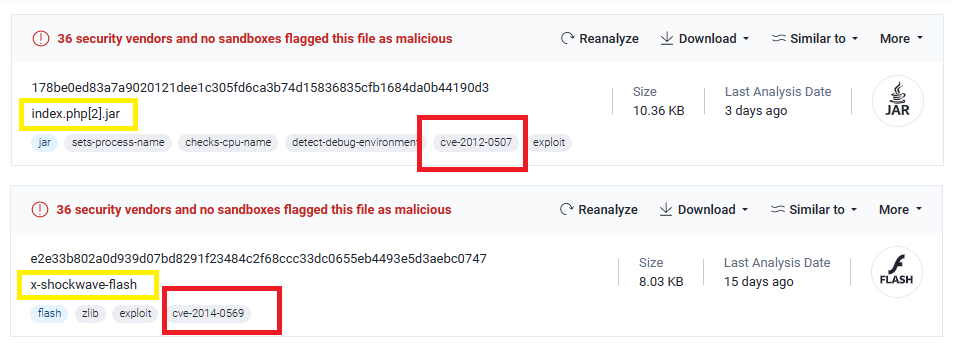 36 security vendors and no sandboxes flagged this file as malicious Reanalyze Download Similar to More
178be0ed83a7a9020121dee1c305fd6ca3b74d15836835cfb1684da0b44190d3
index.php[2].jar
Size Last Analysis Date
10.36 KB 3 days ago
JAR
jar sets-process-name checks-cpu-name detect-debug-environment cve-2012-0507 exploit
36 security vendors and no sandboxes flagged this file as malicious Reanalyze Download Similar to More
e2e33b802a0d939d07bd8291f23484c2f68ccc33dc0655eb4493e5d3aebc0747
x-shockwave-flash
Size Last Analysis Date
8.03 KB 15 days ago
FLASH
flash zlib exploit cve-2014-0569